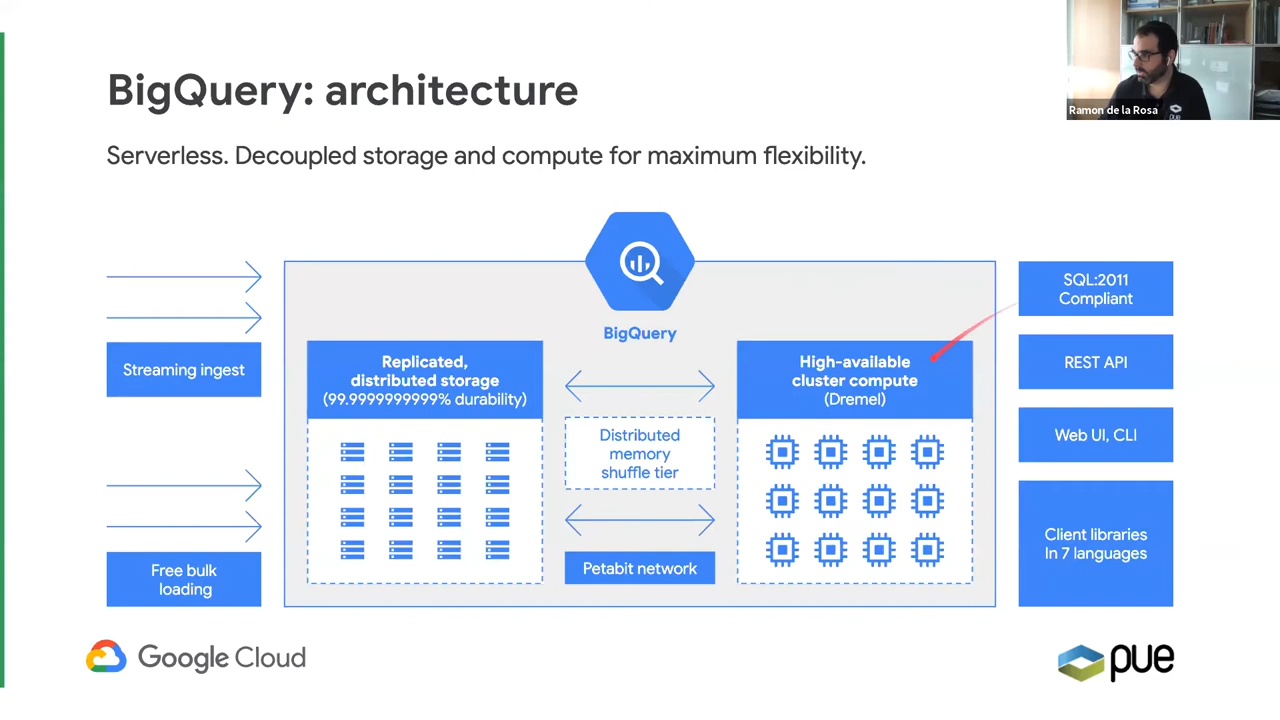 BigQuery: architecture
Serverless. Decoupled storage and compute for maximum flexibility.
Ramon de la Rosa
pue
BigQuery
Streaming ingest
Free bulk
loading
Replicated,
distributed storage
(99.9999999999% durability)
Distributed
memory
shuffle tier
Petabit network
High-available
cluster compute
(Dremel)
SQL:2011
Compliant
REST API
Web UI, CLI
Client libraries
In 7 languages
Google Cloud
pue